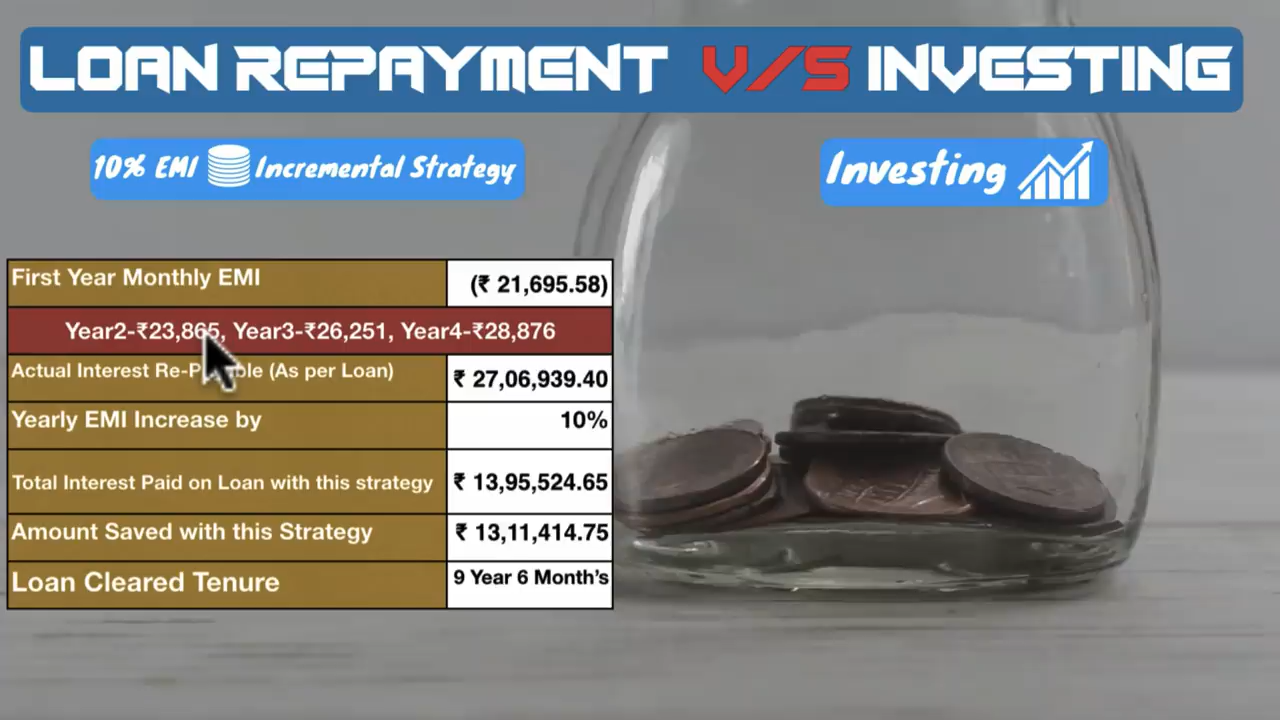 LOAN REPAYMENT V/S INVESTING
10% EMI Incremental Strategy
Investing
First Year Monthly EMI (₹ 21,695.58)
Year2-₹23,865, Year3-₹26,251, Year4-₹28,876
Actual Interest (As per Loan) ₹ 27,06,939.40
Yearly EMI Increase by 10%
Total Interest Paid on Loan with this strategy ₹ 13,95,524.65
Amount Saved with this Strategy ₹ 13,11,414.75
Loan Cleared Tenure 9 Year 6 Month's